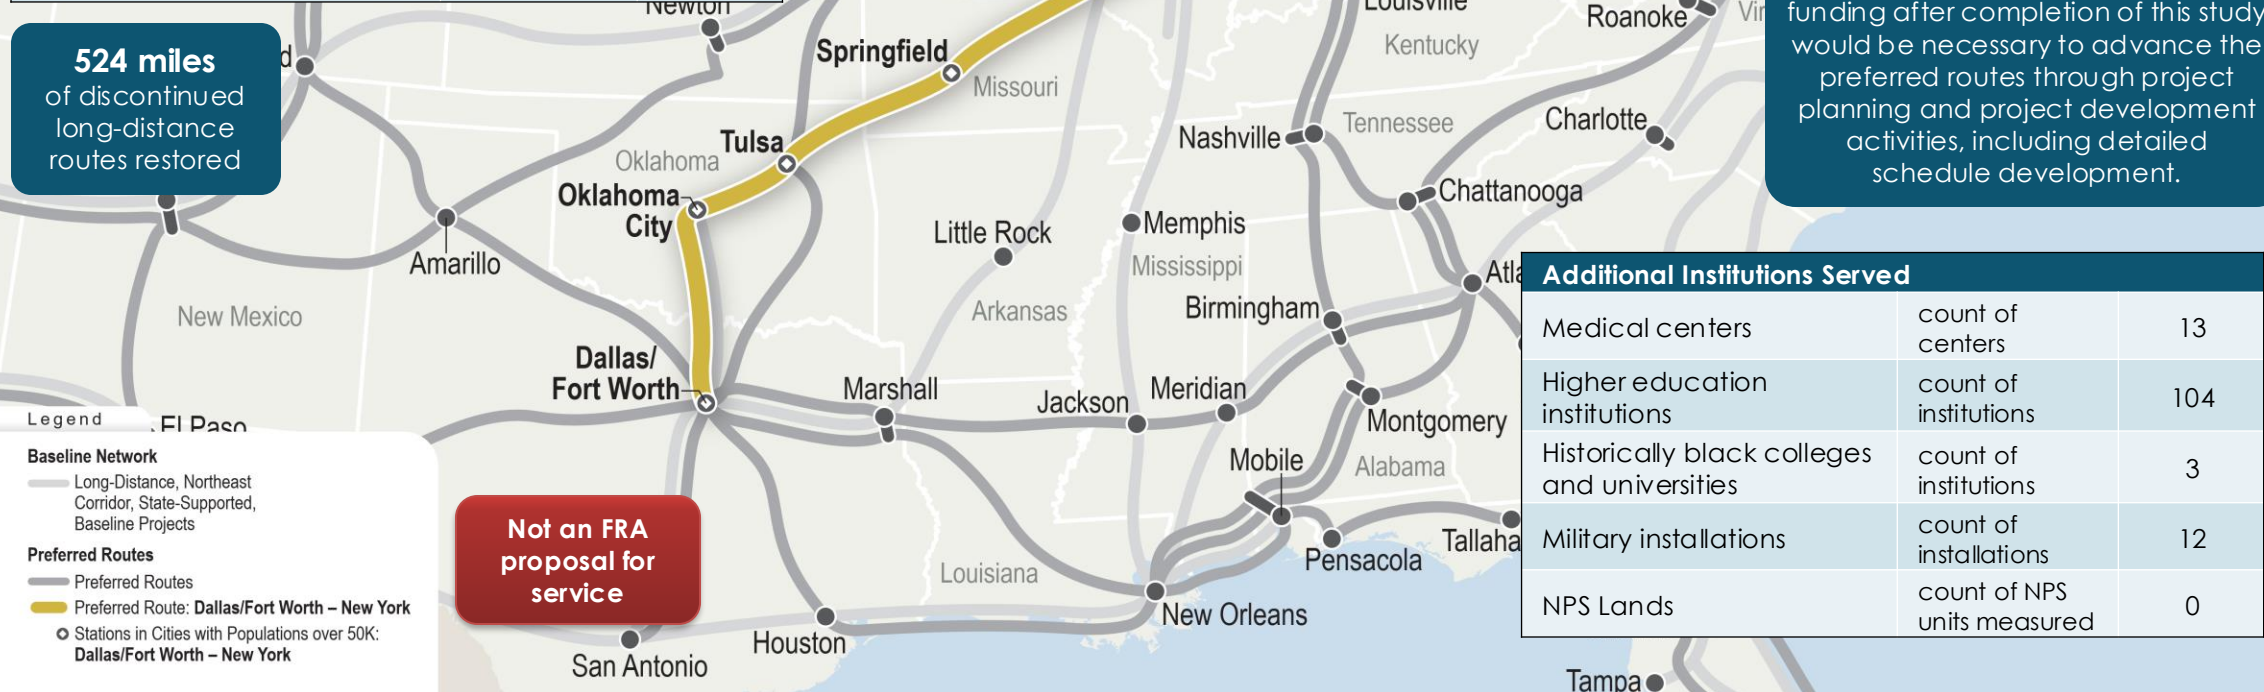 524 miles
of discontinued
long-distance
routes restored
Newton
Springfield
Missouri
Louisville
Kentucky
Roanoke
funding after completion of this study
would be necessary to advance the
preferred routes through project
planning and project development
activities, including detailed
schedule development.
Tulsa
Oklahoma
Oklahoma
City
Nashville
Tennessee
Charlotte
Chattanooga
Amarillo
Little Rock
Memphis
Mississippi
New Mexico
Arkansas
Birmingham
Dallas/
Fort Worth
Marshall
Jackson
Meridian
Montgomery
Mobile
Alabama
Pensacola
Tallaha
Louisiana
New Orleans
Houston
San Antonio
Tampa
El Paso
Legend
Baseline Network
Long-Distance, Northeast
Corridor, State-Supported,
Baseline Projects
Preferred Routes
Preferred Routes
Preferred Route: Dallas/Fort Worth – New York
Stations in Cities with Populations over 50K:
Dallas/Fort Worth – New York
Not an FRA
proposal for
service
Additional Institutions Served
Medical centers count of centers 13
Higher education institutions count of institutions 104
Historically black colleges and universities count of institutions 3
Military installations count of installations 12
NPS Lands count of NPS units measured 0